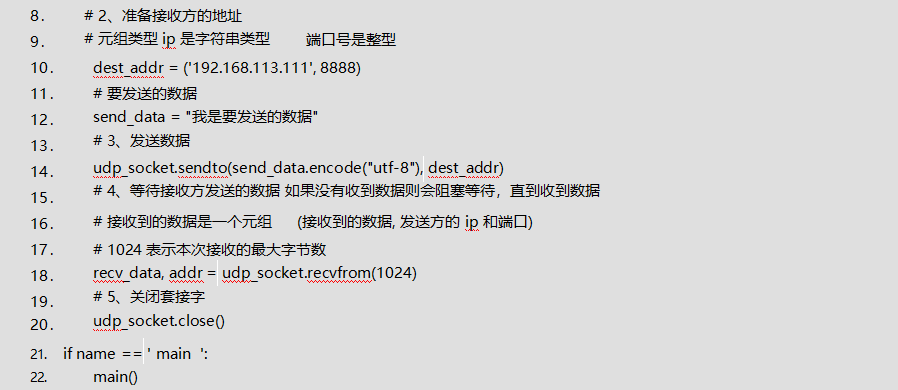 8. # 2、准备接收方的地址
9. # 元组类型 ip 是字符串类型 端口号是整型
10. dest_addr = ('192.168.113.111', 8888)
11. # 要发送的数据
12. send_data = "我是要发送的数据"
13. # 3、发送数据
14. udp_socket.sendto(send_data.encode("utf-8"), dest_addr)
15. # 4、等待接收方发送的数据 如果没有收到数据则会阻塞等待，直到收到数据
16. # 接收到的数据是一个元组 (接收到的数据, 发送方的 ip 和端口)
17. # 1024 表示本次接收的最大字节数
18. recv_data, addr = udp_socket.recvfrom(1024)
19. # 5、关闭套接字
20. udp_socket.close()
21. if name == ' main ':
22. main()